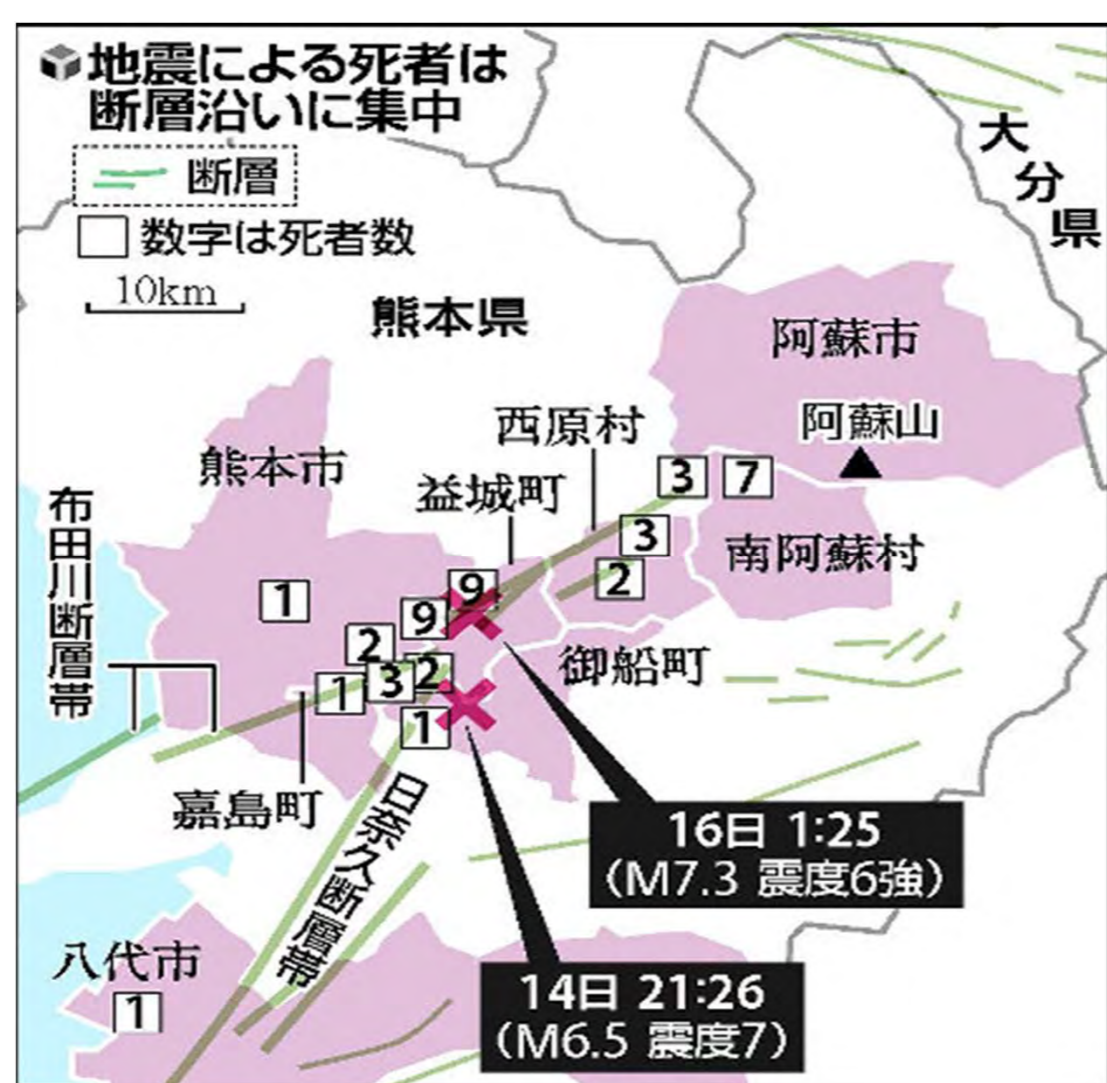 地震による死者は
断層沿いに集中
断層
数字は死者数
10km
熊本県
大分県
阿蘇市
阿蘇山
西原村
熊本市
益城町
布田川断層帯
3
7
3
南阿蘇村
2
9
1
9
2
御船町
2
3
1
1
嘉島町
日奈久断層帯
16日 1:25
(M7.3 震度6強)
八代市
1
14日 21:26
(M6.5 震度7)